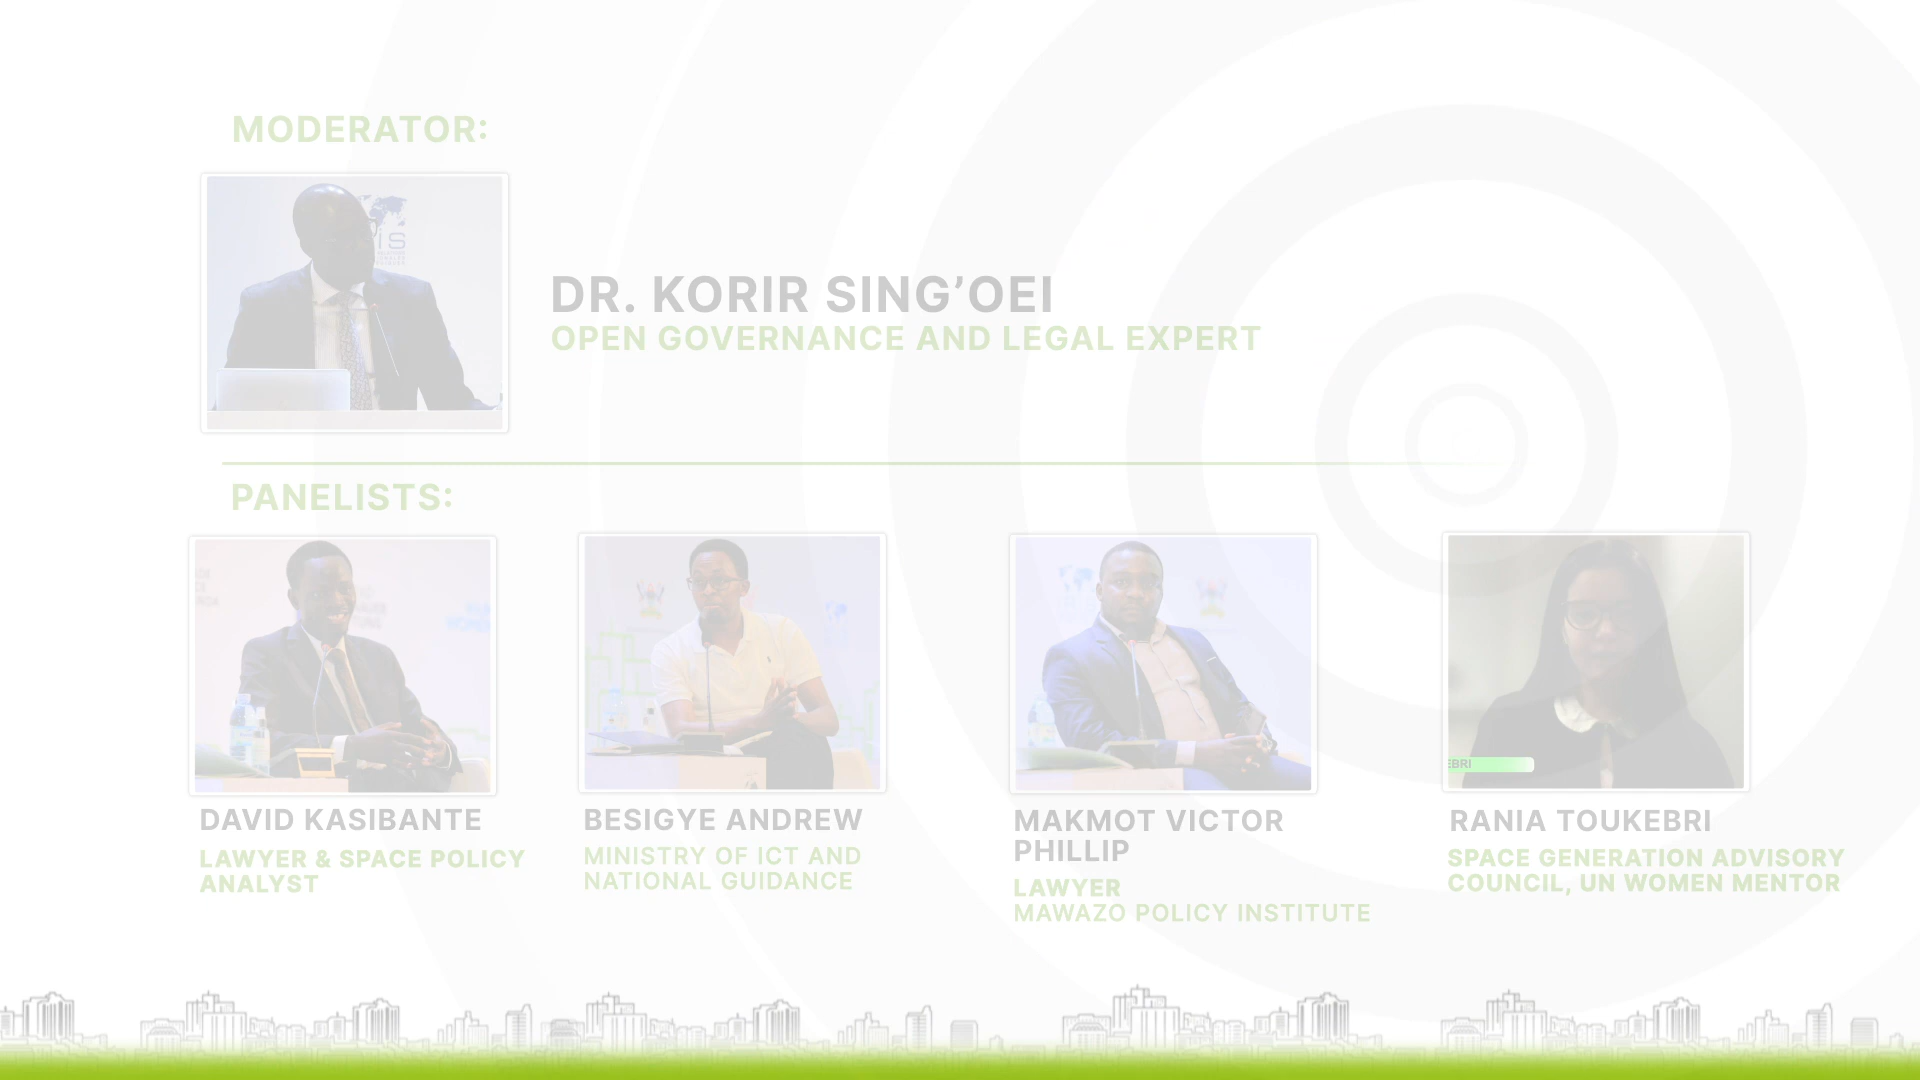 MODERATOR:
DR. KORIR SING’OEI
OPEN GOVERNANCE AND LEGAL EXPERT
PANELISTS:
DAVID KASIBANTE
LAWYER & SPACE POLICY
ANALYST
BESIGYE ANDREW
MINISTRY OF ICT AND
NATIONAL GUIDANCE
MAKMOT VICTOR
PHILLIP
LAWYER
MAWAZO POLICY INSTITUTE
EBRI
RANIA TOUKEBRI
SPACE GENERATION ADVISORY
COUNCIL, UN WOMEN MENTOR